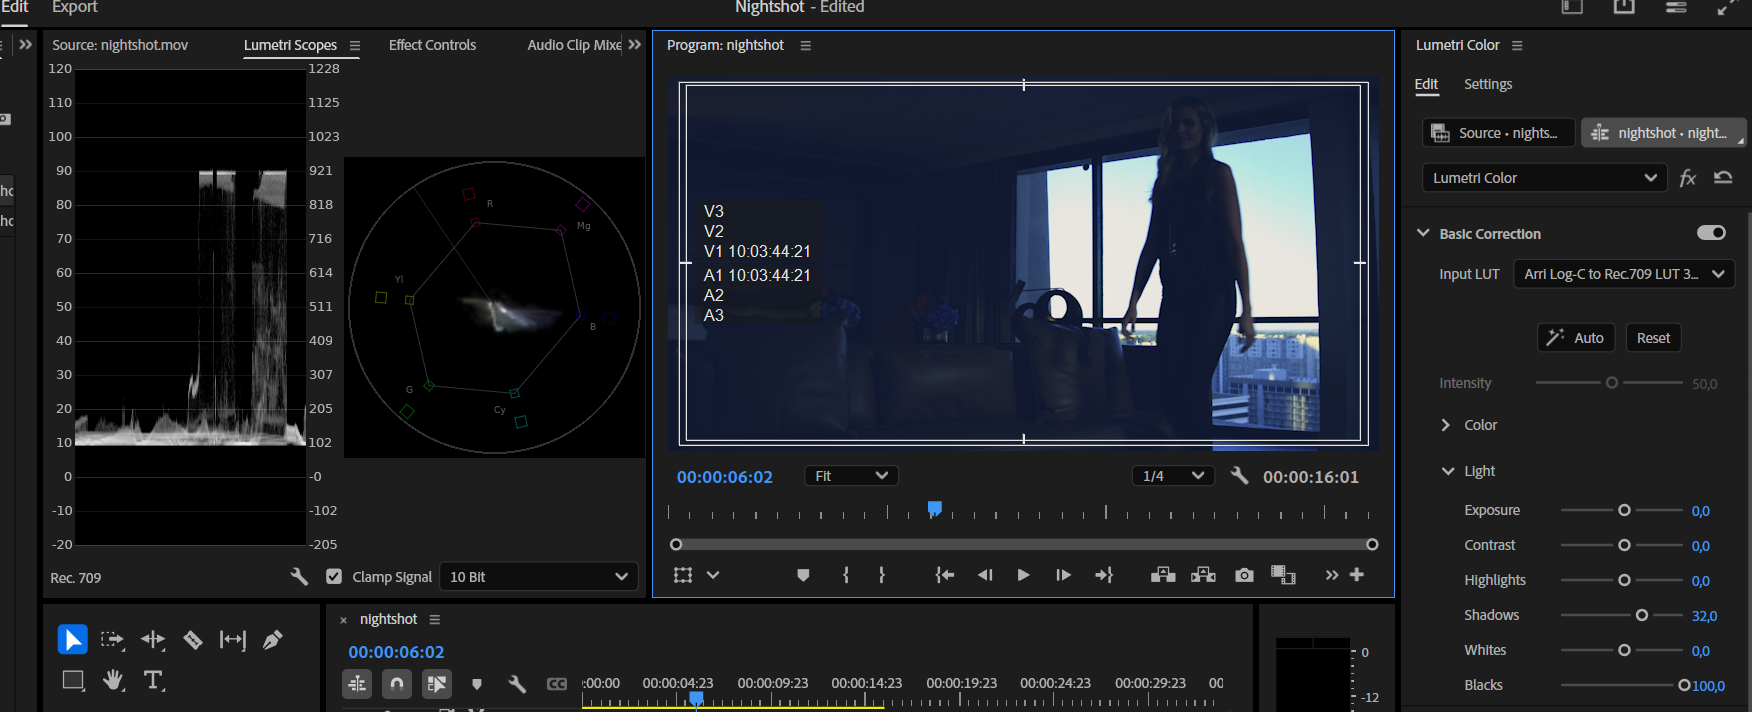 Edit
Export
Nightshot - Edited
Source: nightshot.mov
Lumetri Scopes
Effect Controls
Audio Clip Mixe
Program: nightshot
Lumetri Color
Edit
Settings
Source • nights...
nightshot • night...
Lumetri Color
fx
Basic Correction
Input LUT
Arri Log-C to Rec.709 LUT 3...
Auto
Reset
Intensity
50,0
Color
Light
Exposure
0,0
Contrast
0,0
Highlights
0,0
Shadows
32,0
Whites
0,0
Blacks
100,0
120
1228
110
1125
100
1023
90
921
80
818
70
716
60
614
50
511
40
409
30
307
20
205
10
102
0
-0
-10
-102
-20
-205
R
Mg
Yl
B
G
Cy
Rec. 709
Clamp Signal
10 Bit
V3
V2
V1 10:03:44:21
A1 10:03:44:21
A2
A3
00:00:06:02
Fit
1/4
00:00:16:01
× nightshot
00:00:06:02
CC
:00:00
00:00:04:23
00:00:09:23
00:00:14:23
00:00:19:23
00:00:24:23
00:00:29:23
00
0
-12